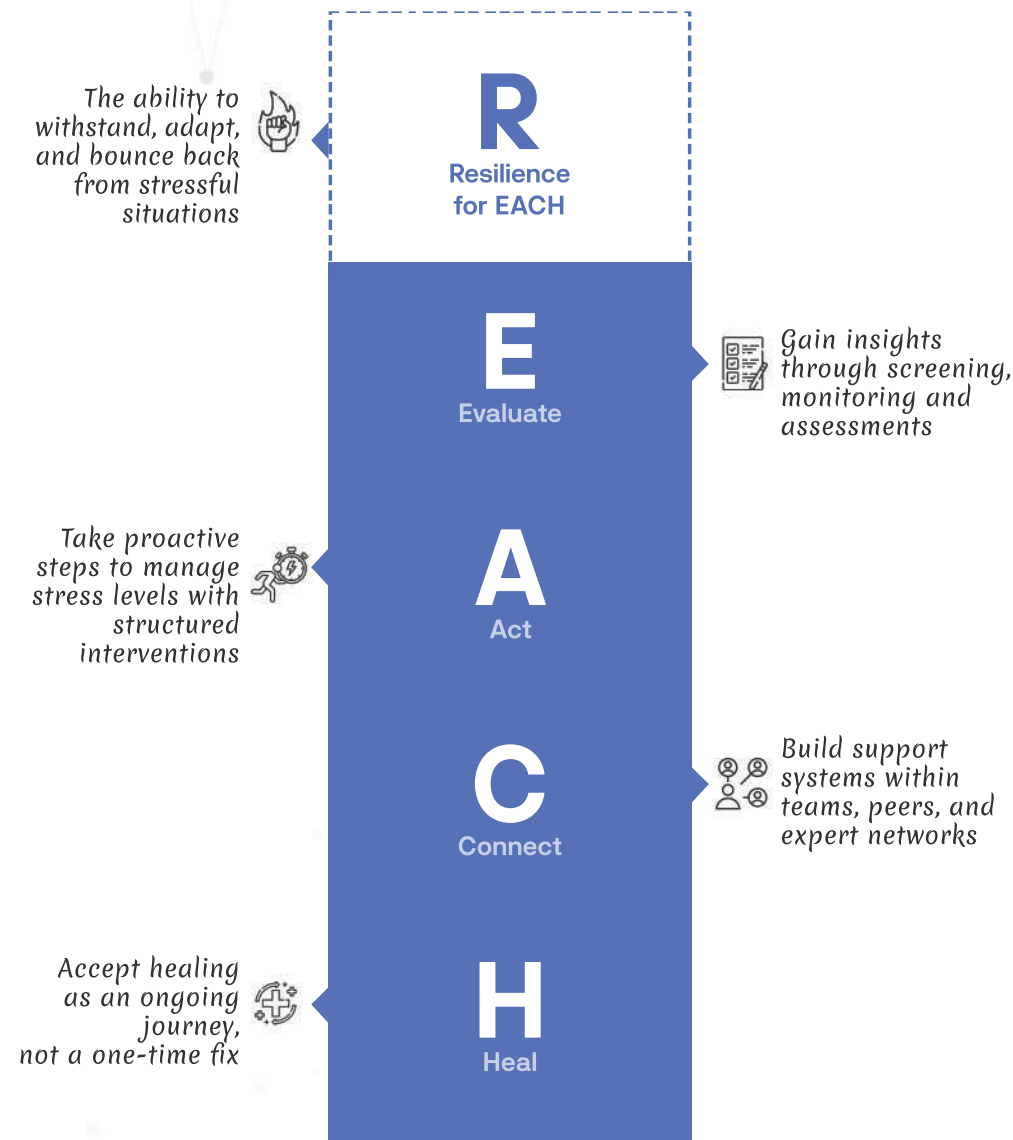 The ability to
withstand, adapt,
and bounce back
from stressful
situations
R
Resilience
for EACH
E
Evaluate
Gain insights
through screening,
monitoring and
assessments
Take proactive
steps to manage
stress levels with
structured
interventions
A
Act
C
Connect
Build support
systems within
teams, peers, and
expert networks
Accept healing
as an ongoing
journey,
not a one-time fix
H
Heal